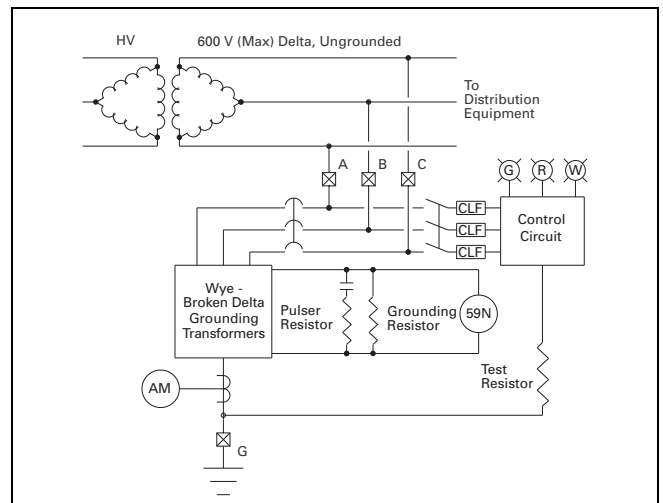 HV
600 V (Max) Delta, Ungrounded
To
Distribution
Equipment
A
B
C
G
R
W
CLF
CLF
CLF
Control
Circuit
Wye -
Broken Delta
Grounding
Transformers
Pulser
Resistor
Grounding
Resistor
59N
Test
Resistor
AM
G